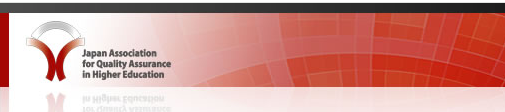 Japan Association
for Quality Assurance
in Higher Education